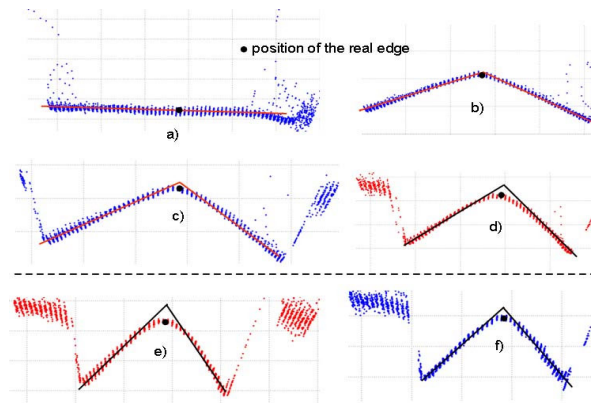 position of the real edge
a)
b)
c)
d)
e)
f)